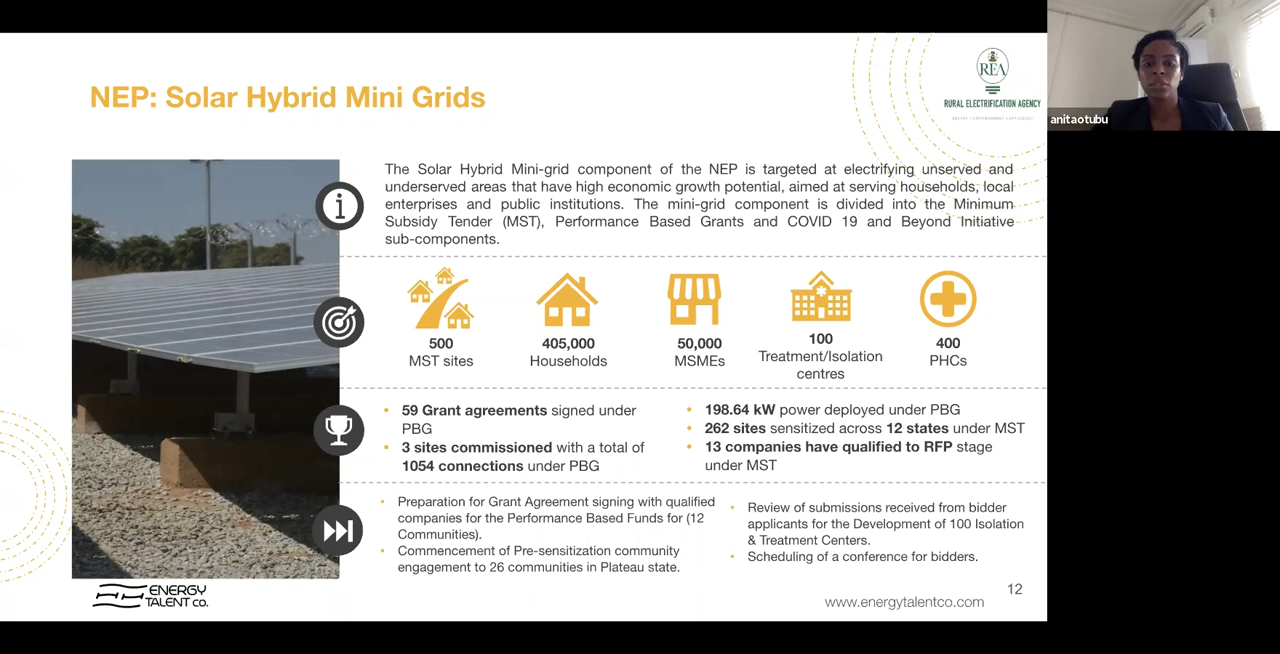 NEP: Solar Hybrid Mini Grids
REA
RURAL ELECTRIFICATION AGENCY
anitaotubu
The Solar Hybrid Mini-grid component of the NEP is targeted at electrifying unserved and
underserved areas that have high economic growth potential, aimed at serving households, local
enterprises and public institutions. The mini-grid component is divided into the Minimum
Subsidy Tender (MST), Performance Based Grants and COVID 19 and Beyond Initiative
sub-components.
500
MST sites
405,000
Households
50,000
MSMEs
100
Treatment/Isolation
centres
400
PHCs
• 59 Grant agreements signed under
PBG
• 3 sites commissioned with a total of
1054 connections under PBG
• 198.64 kW power deployed under PBG
• 262 sites sensitized across 12 states under MST
• 13 companies have qualified to RFP stage
under MST
• Preparation for Grant Agreement signing with qualified
companies for the Performance Based Funds for (12
Communities).
• Commencement of Pre-sensitization community
engagement to 26 communities in Plateau state.
• Review of submissions received from bidder
applicants for the Development of 100 Isolation
& Treatment Centers.
• Scheduling of a conference for bidders.
ENERGY
TALENT CO.
www.energytalentco.com
12